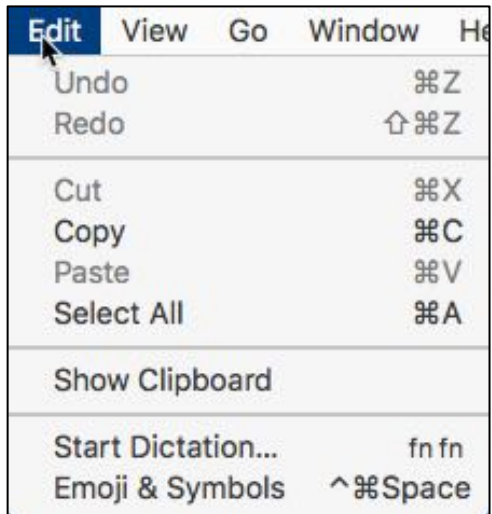 Edit View Go Window He
Undo ⌘Z
Redo ⇧⌘Z
Cut ⌘X
Copy ⌘C
Paste ⌘V
Select All ⌘A
Show Clipboard
Start Dictation... fn fn
Emoji & Symbols ^⌘Space